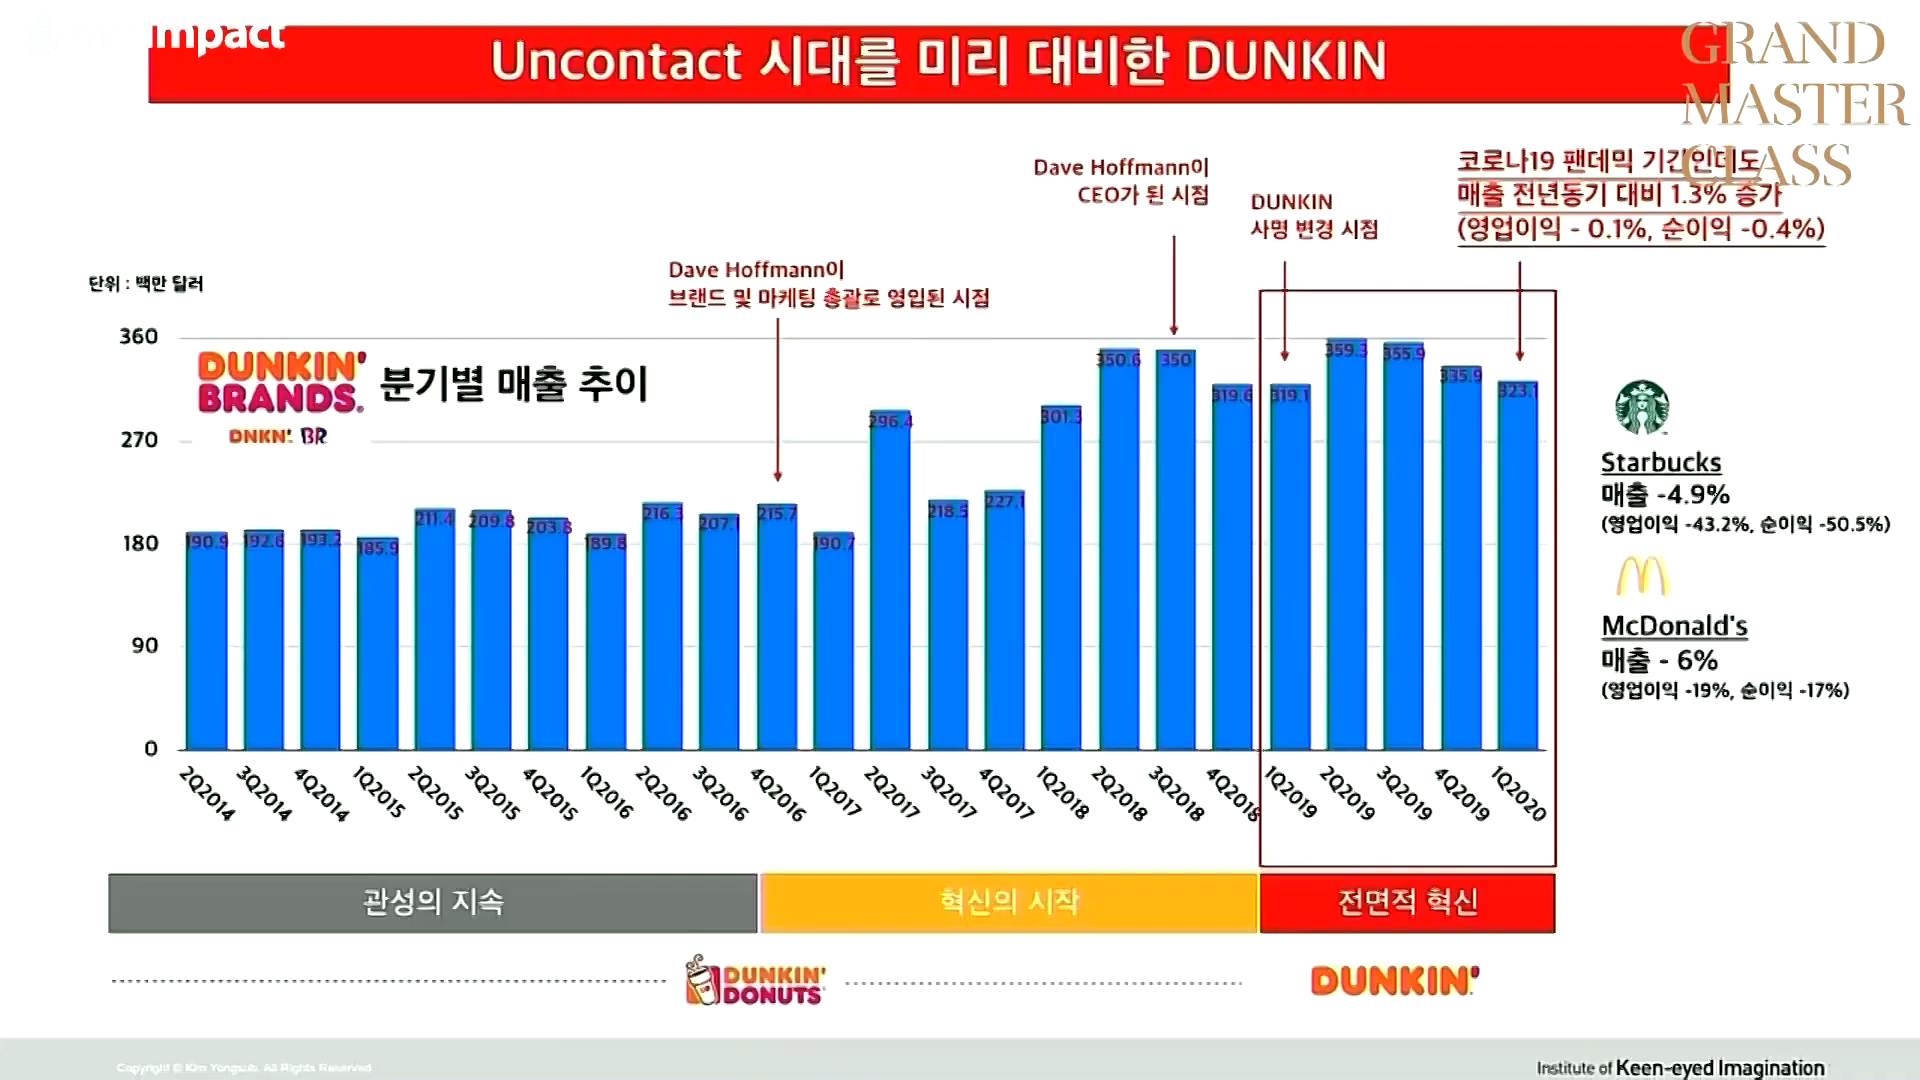 impact
Uncontact 시대를 미리 대비한 DUNKIN
GRAND
MASTER
CLASS
코로나19 팬데믹 기간인데도
매출 전년동기 대비 1.3% 증가
(영업이익 - 0.1%, 순이익 -0.4%)
Dave Hoffmann이
CEO가 된 시점
DUNKIN
사명 변경 시점
Dave Hoffmann이
브랜드 및 마케팅 총괄로 영입된 시점
단위 : 백만 달러
DUNKIN'
BRANDS.
DNKN' BR
분기별 매출 추이
360
270
180
90
0
190.9 192.6 193.2 185.9 211.4 209.8 203.8 189.8 216.3 207.1 215.7 190.7 296.4 218.5 227.1 301.3 350.6 350 319.6 319.1 359.3 355.9 335.9 323.1
2Q2014 3Q2014 4Q2014 1Q2015 2Q2015 3Q2015 4Q2015 1Q2016 2Q2016 3Q2016 4Q2016 1Q2017 2Q2017 3Q2017 4Q2017 1Q2018 2Q2018 3Q2018 4Q2018 1Q2019 2Q2019 3Q2019 4Q2019 1Q2020
Starbucks
매출 -4.9%
(영업이익 -43.2%, 순이익 -50.5%)
McDonald's
매출 - 6%
(영업이익 -19%, 순이익 -17%)
관성의 지속
혁신의 시작
전면적 혁신
DUNKIN'
DONUTS
DUNKIN'
Copyright © Kim Yongsub. All Rights Reserved
Institute of Keen-eyed Imagination